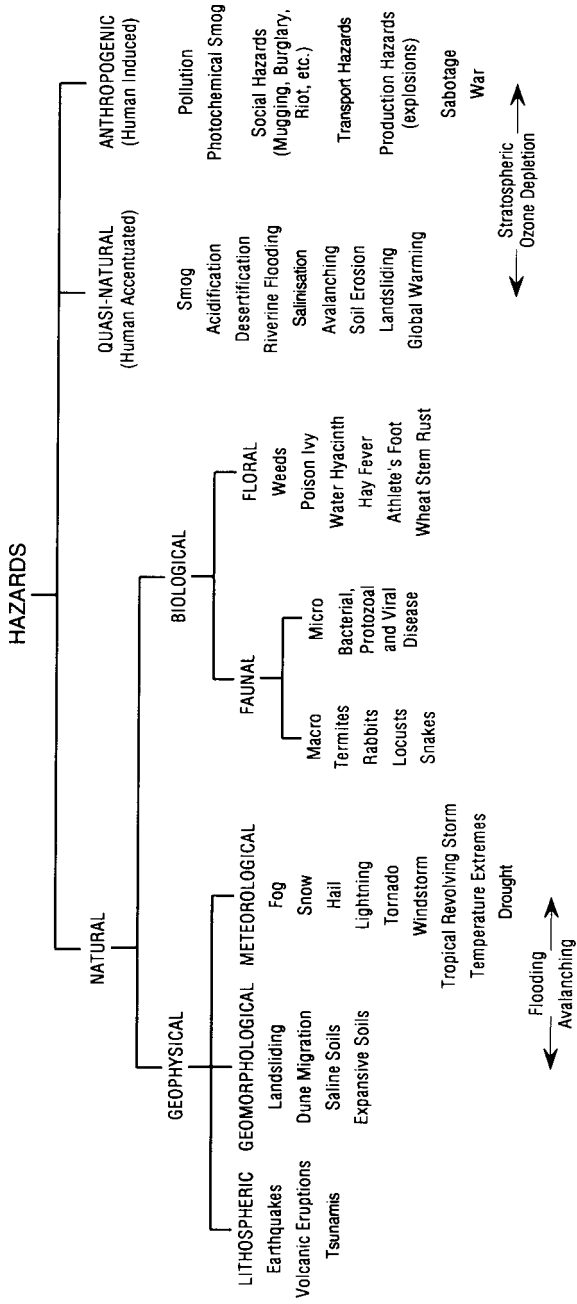 HAZARDS
NATURAL
QUASI-NATURAL
(Human Accentuated)
ANTHROPOGENIC
(Human Induced)
GEOPHYSICAL
BIOLOGICAL
LITHOSPHERIC
Earthquakes
Volcanic Eruptions
Tsunamis
GEOMORPHOLOGICAL
Landsliding
Dune Migration
Saline Soils
Expansive Soils
METEOROLOGICAL
Fog
Snow
Hail
Lightning
Tornado
Windstorm
Tropical Revolving Storm
Temperature Extremes
Drought
Flooding
Avalanching
FAUNAL
Macro
Termites
Rabbits
Locusts
Snakes
Micro
Bacterial,
Protozoal
and Viral
Disease
FLORAL
Weeds
Poison Ivy
Water Hyacinth
Hay Fever
Athlete's Foot
Wheat Stem Rust
Smog
Acidification
Desertification
Riverine Flooding
Salinisation
Avalanching
Soil Erosion
Landsliding
Global Warming
Pollution
Photochemical Smog
Social Hazards
(Mugging, Burglary,
Riot, etc.)
Transport Hazards
Production Hazards
(explosions)
Sabotage
War
Stratospheric
Ozone Depletion